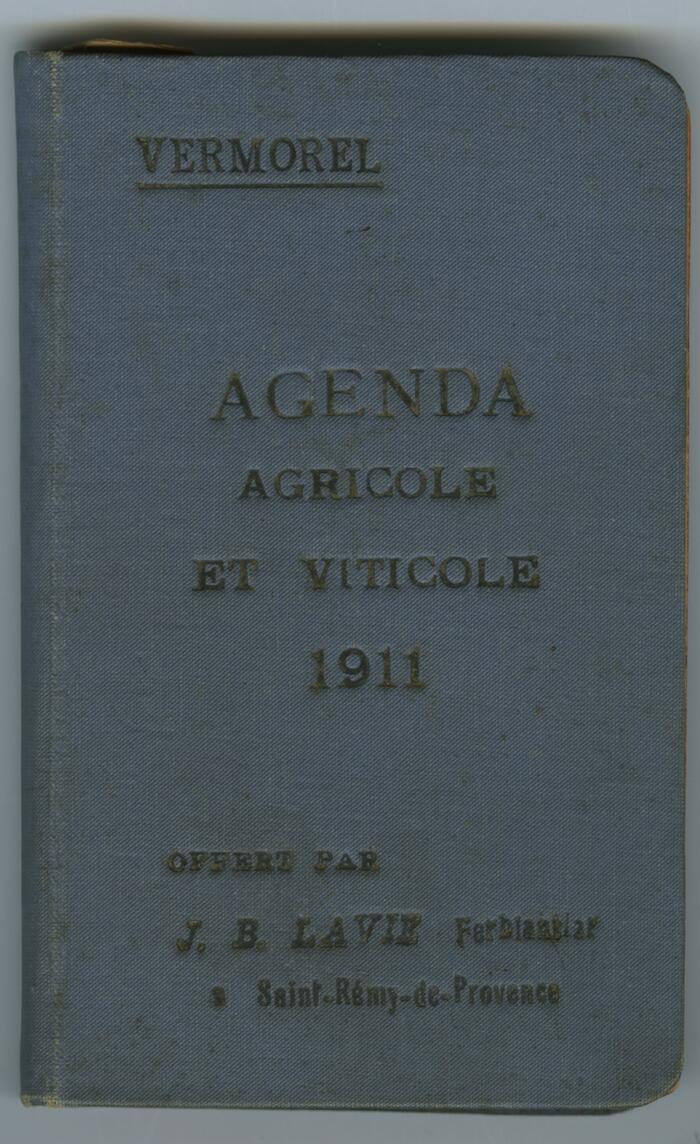 VERMOREL
AGENDA
AGRICOLE
ET VITICOLE
1911
OFFERT PAR
J. B. LAVIE Ferblantier
a Saint-Rémy-de-Provence